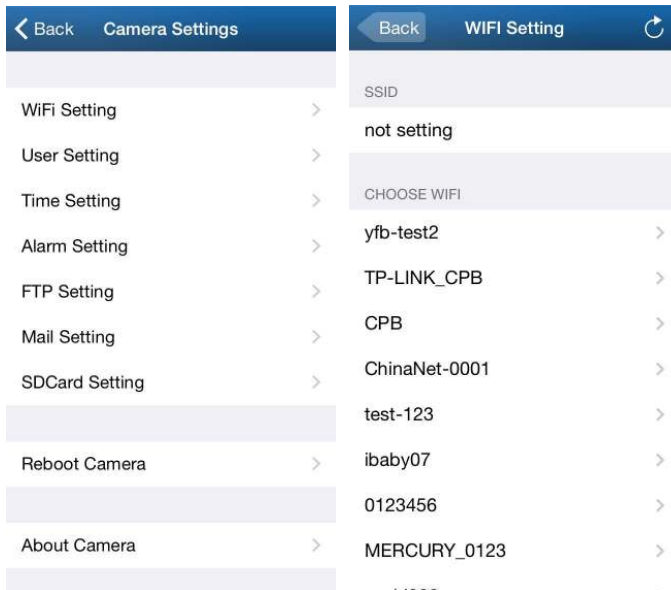 Back Camera Settings
WiFi Setting
User Setting
Time Setting
Alarm Setting
FTP Setting
Mail Setting
SDCard Setting
Reboot Camera
About Camera
Back WIFI Setting
SSID
not setting
CHOOSE WIFI
yfb-test2
TP-LINK_CPB
CPB
ChinaNet-0001
test-123
ibaby07
0123456
MERCURY_0123